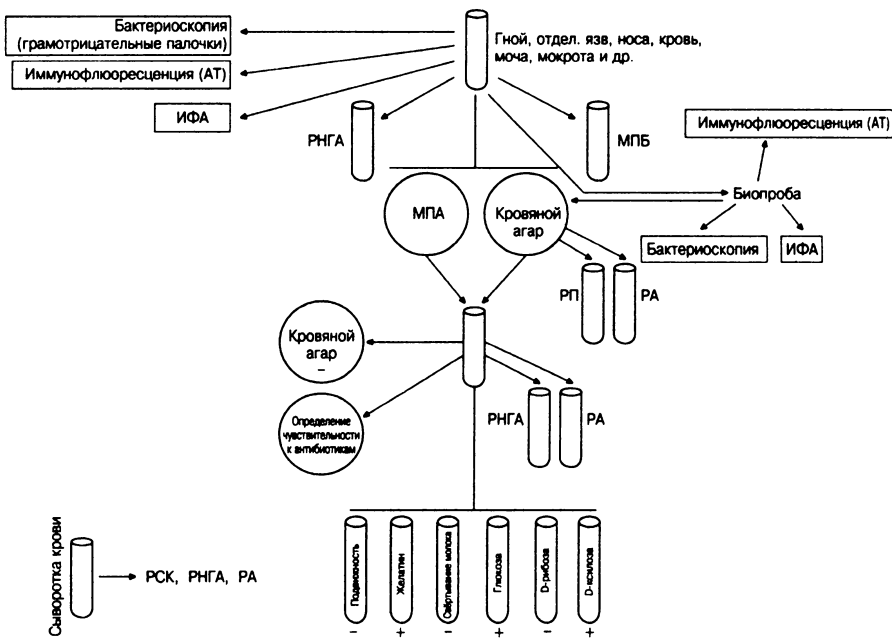 Бактериоскопия
(грамотрицательные палочки)
Гной, отдел. язв, носа, кровь,
моча, мокрота и др.
Иммунофлюоресценция (АТ)
ИФА
РНГА
МПБ
Иммунофлюоресценция (АТ)
Биопроба
Бактериоскопия
ИФА
МПА
Кровяной
агар
РП
РА
Кровяной
агар
–
Определение
чувствительности
к антибиотикам
РНГА
РА
Сыворотка крови
РСК, РНГА, РА
Подвижность
–
Желатин
+
Свёртывание молока
–
Глюкоза
+
D-рибоза
–
D-ксилоза
+